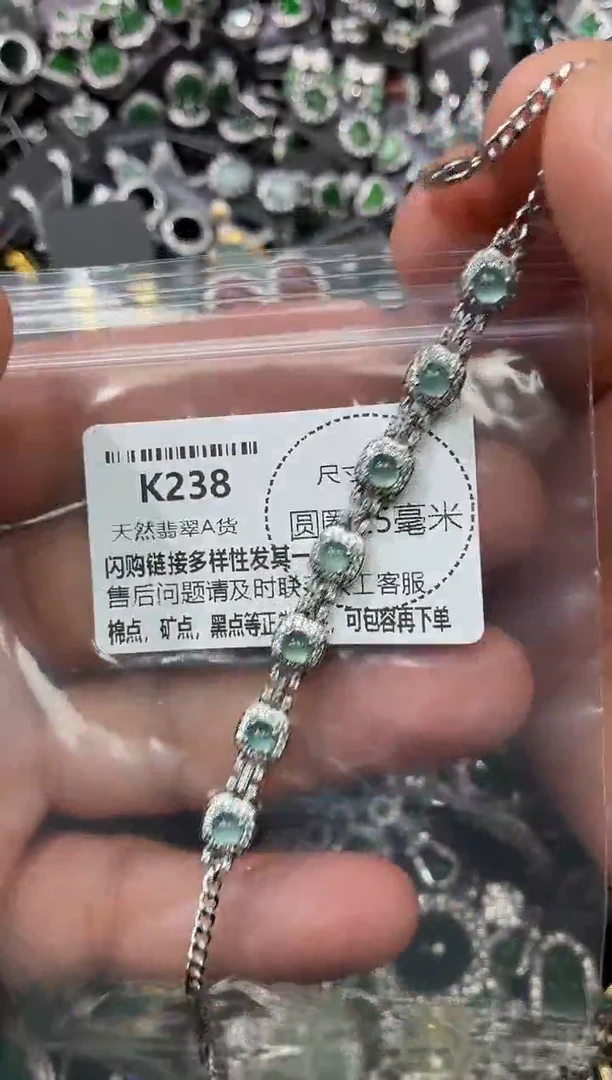 K238
天然翡翠A货
尺
圆 5毫米
闪购链接多样性发其一
售后问题请及时联 工客服
棉点，矿点，黑点等正 可包容再下单